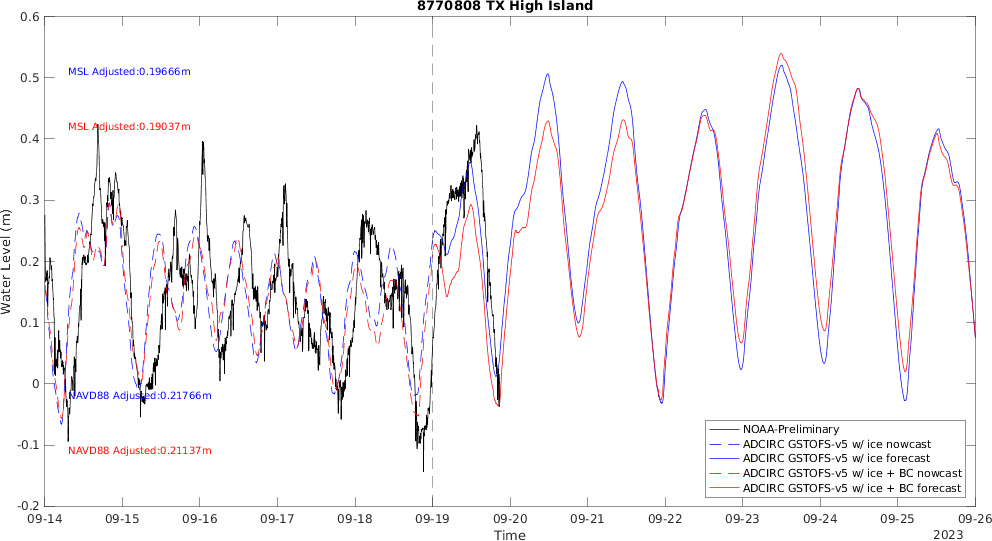 8770808 TX High Island
0.6
0.5
0.4
0.3
0.2
0.1
0
-0.1
-0.2
Water Level (m)
MSL Adjusted:0.19666m
MSL Adjusted:0.19037m
NAVD88 Adjusted:0.21766m
NAVD88 Adjusted:0.21137m
NOAA-Preliminary
ADCIRC GSTOFS-v5 w/ ice nowcast
ADCIRC GSTOFS-v5 w/ ice forecast
ADCIRC GSTOFS-v5 w/ ice + BC nowcast
ADCIRC GSTOFS-v5 w/ ice + BC forecast
09-14 09-15 09-16 09-17 09-18 09-19 09-20 09-21 09-22 09-23 09-24 09-25 09-26
Time
2023